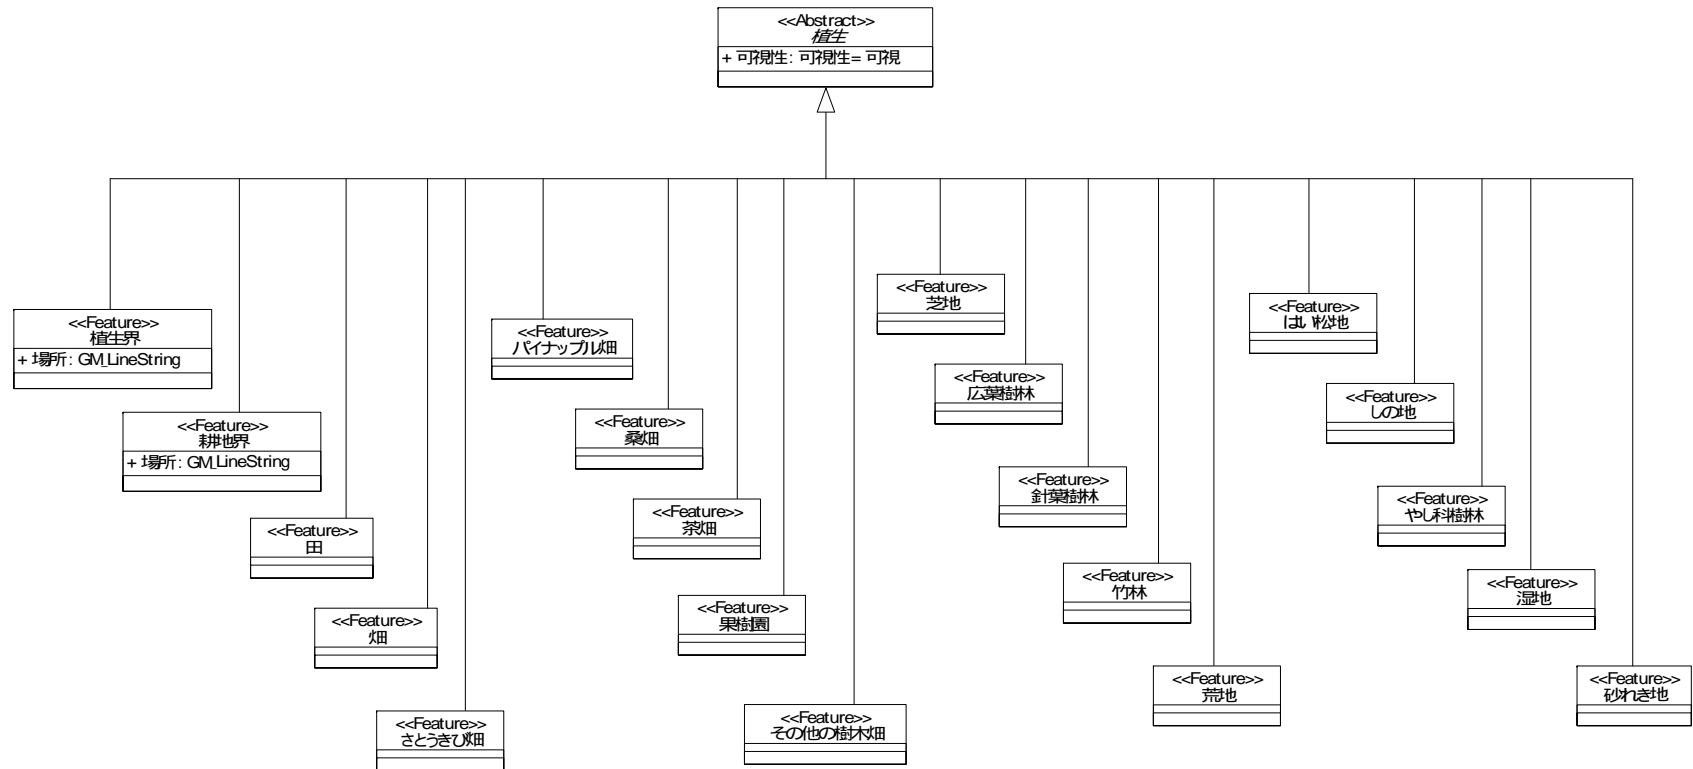 <<Abstract>>
植生
+ 可視性: 可視性= 可視
<<Feature>>
植生界
+ 場所: GM_LineString
<<Feature>>
耕地界
+ 場所: GM_LineString
<<Feature>>
田
<<Feature>>
畑
<<Feature>>
さとうきび畑
<<Feature>>
パイナップル畑
<<Feature>>
桑畑
<<Feature>>
茶畑
<<Feature>>
果樹園
<<Feature>>
その他の樹木畑
<<Feature>>
芝地
<<Feature>>
広葉樹林
<<Feature>>
針葉樹林
<<Feature>>
竹林
<<Feature>>
荒地
<<Feature>>
はい松地
<<Feature>>
しの地
<<Feature>>
やし科樹林
<<Feature>>
湿地
<<Feature>>
砂れき地